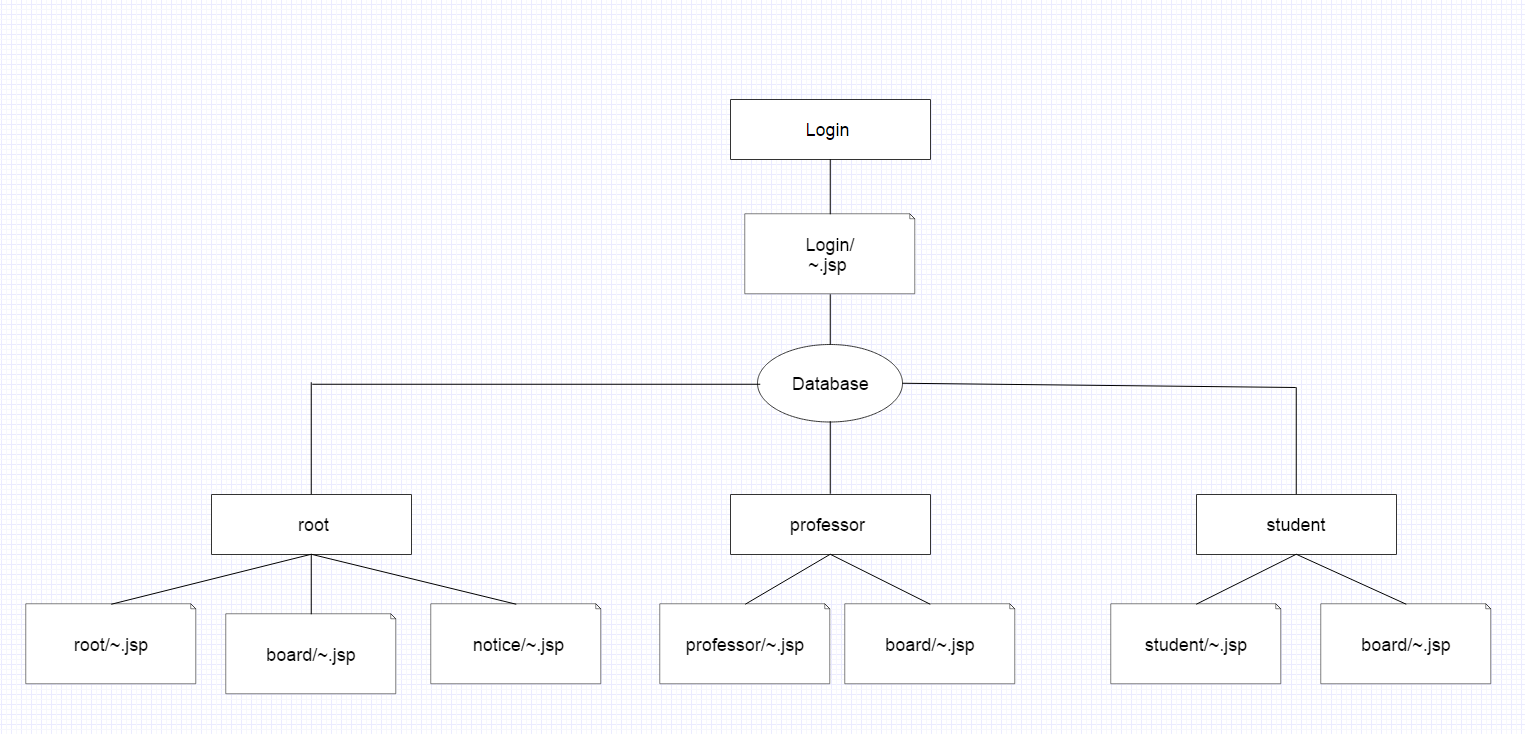 Login
Login/
~.jsp
Database
root
professor
student
root/~.jsp
board/~.jsp
notice/~.jsp
professor/~.jsp
board/~.jsp
student/~.jsp
board/~.jsp